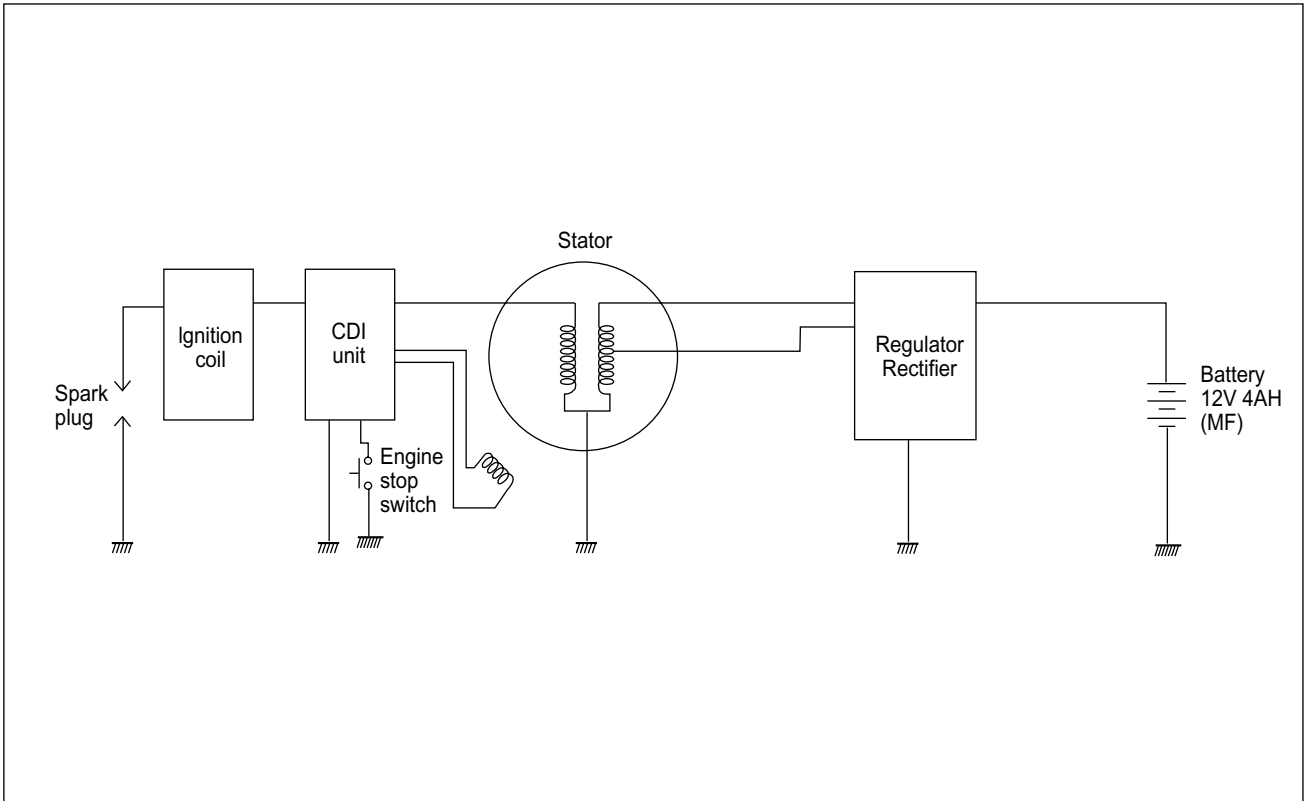 Stator
Ignition
coil
CDI
unit
Regulator
Rectifier
Spark
plug
Engine
stop
switch
Battery
12V 4AH
(MF)